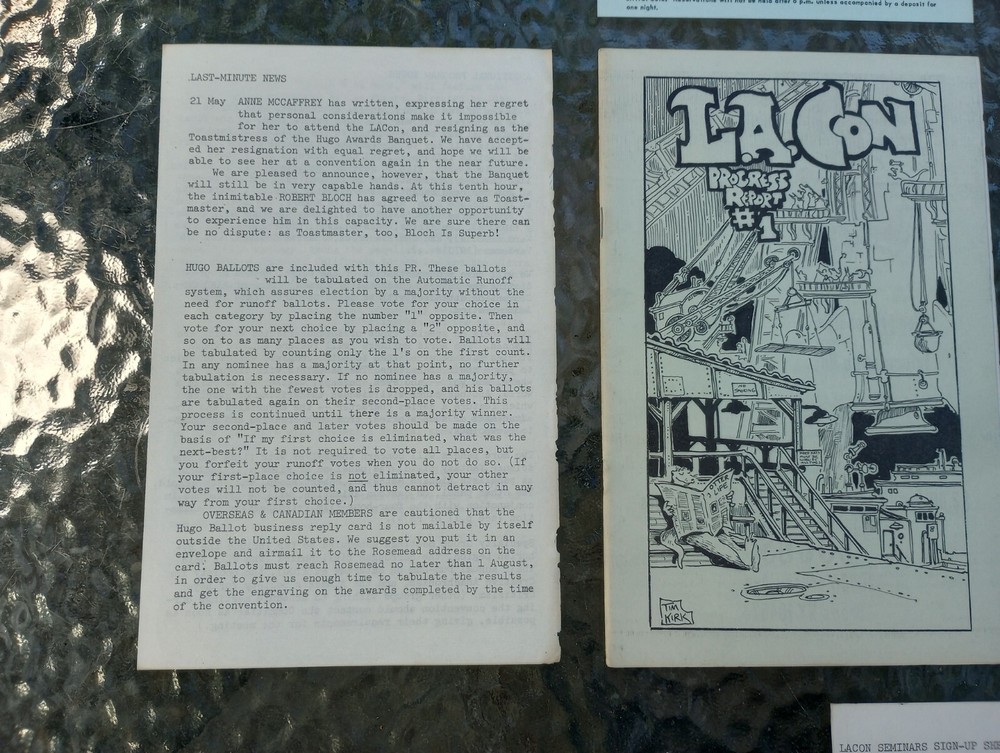 one night.
LAST-MINUTE NEWS
21 May ANNE MCCAFFREY has written, expressing her regret
that personal considerations make it impossible
for her to attend the LACon, and resigning as the
Toastmistress of the Hugo Awards Banquet. We have accept-
ed her resignation with equal regret, and hope we will be
able to see her at a convention again in the near future.
We are pleased to announce, however, that the Banquet
will still be in very capable hands. At this tenth hour,
the inimitable ROBERT BLOCH has agreed to serve as Toast-
master, and we are delighted to have another opportunity
to experience him in this capacity. We are sure there can
be no dispute: as Toastmaster, too, Bloch Is Superb!
HUGO BALLOTS are included with this PR. These ballots
will be tabulated on the Automatic Runoff
system, which assures election by a majority without the
need for runoff ballots. Please vote for your choice in
each category by placing the number "1" opposite. Then
vote for your next choice by placing a "2" opposite, and
so on to as many places as you wish to vote. Ballots will
be tabulated by counting only the 1's on the first count.
In any nominee has a majority at that point, no further
tabulation is necessary. If no nominee has a majority,
the one with the fewest votes is dropped, and his ballots
are tabulated again on their second-place votes. This
process is continued until there is a majority winner.
Your second-place and later votes should be made on the
basis of "If my first choice is eliminated, what was the
next-best?" It is not required to vote all places, but
you forfeit your runoff votes when you do not do so. (If
your first-place choice is not eliminated, your other
votes will not be counted, and thus cannot detract in any
way from your first choice.)
OVERSEAS & CANADIAN MEMBERS are cautioned that the
Hugo Ballot business reply card is not mailable by itself
outside the United States. We suggest you put it in an
envelope and airmail it to the Rosemead address on the
card. Ballots must reach Rosemead no later than 1 August,
in order to give us enough time to tabulate the results
and get the engraving on the awards completed by the time
of the convention.
L.A.CON
PROGRESS
REPORT
#1
NO
SMOKING
OTTER
TIM
KIRK
LACON SEMINARS SIGN-UP